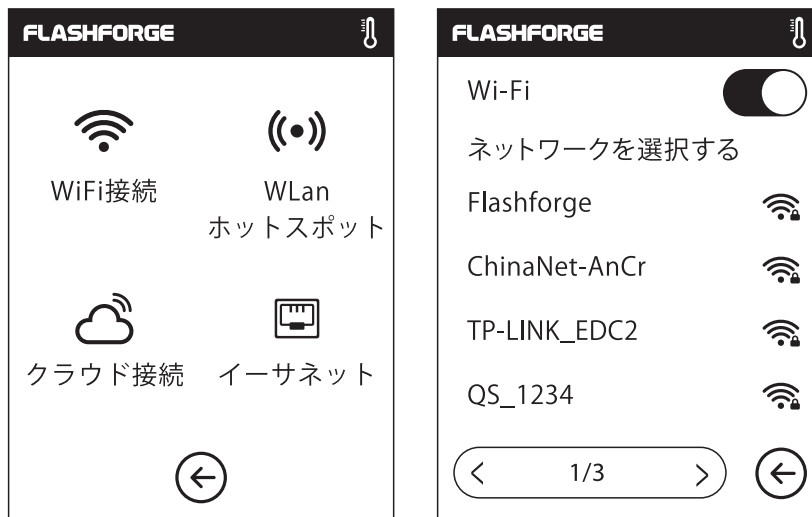 FLASHFORGE
WiFi接続
WLan
ホットスポット
クラウド接続
イーサネット
FLASHFORGE
Wi-Fi
ネットワークを選択する
Flashforge
ChinaNet-AnCr
TP-LINK_EDC2
QS_1234
1/3